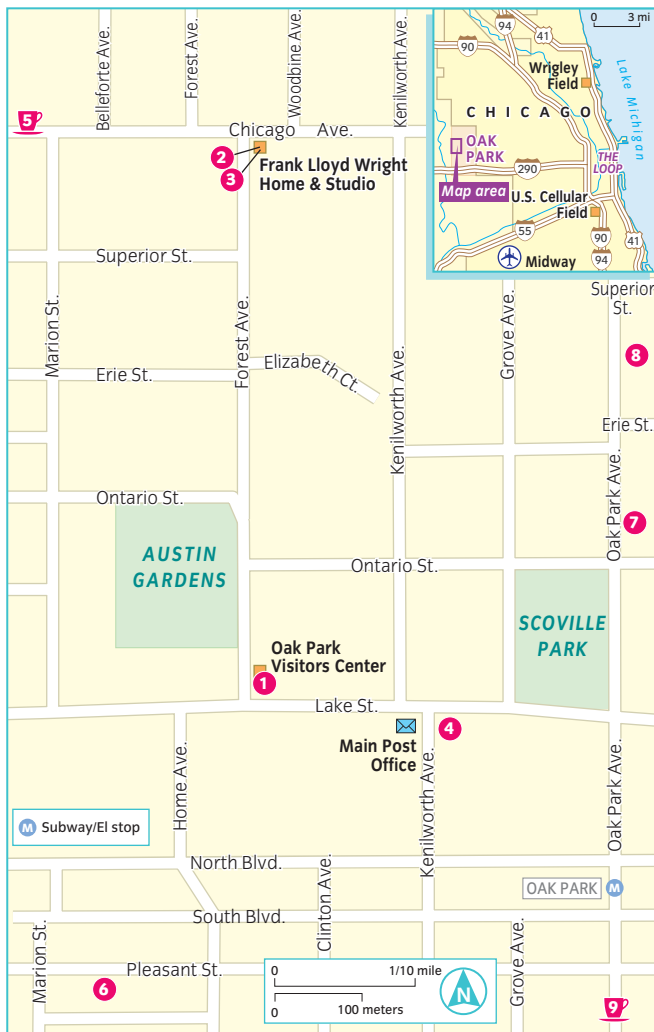 Belleforte Ave.
Forest Ave.
Woodbine Ave.
Kenilworth Ave.
0 3 mi
94
41
90
Wrigley
Field
Lake Michigan
CHICAGO
OAK
PARK
Map area
290
THE
LOOP
U.S. Cellular
Field
55
90
94
41
Midway
5
Chicago Ave.
2
3
Frank Lloyd Wright
Home & Studio
Superior St.
Superior
St.
Marion St.
Forest Ave.
Kenilworth Ave.
Grove Ave.
8
Erie St.
Elizabeth Ct.
Erie St.
Oak Park Ave.
7
Ontario St.
AUSTIN
GARDENS
Ontario St.
SCOVILLE
PARK
Oak Park
Visitors Center
1
Lake St.
4
Main Post
Office
Home Ave.
Kenilworth Ave.
Oak Park Ave.
M Subway/El stop
North Blvd.
OAK PARK M
South Blvd.
Clinton Ave.
Marion St.
Pleasant St.
Grove Ave.
6
0 1/10 mile
0 100 meters
N
9